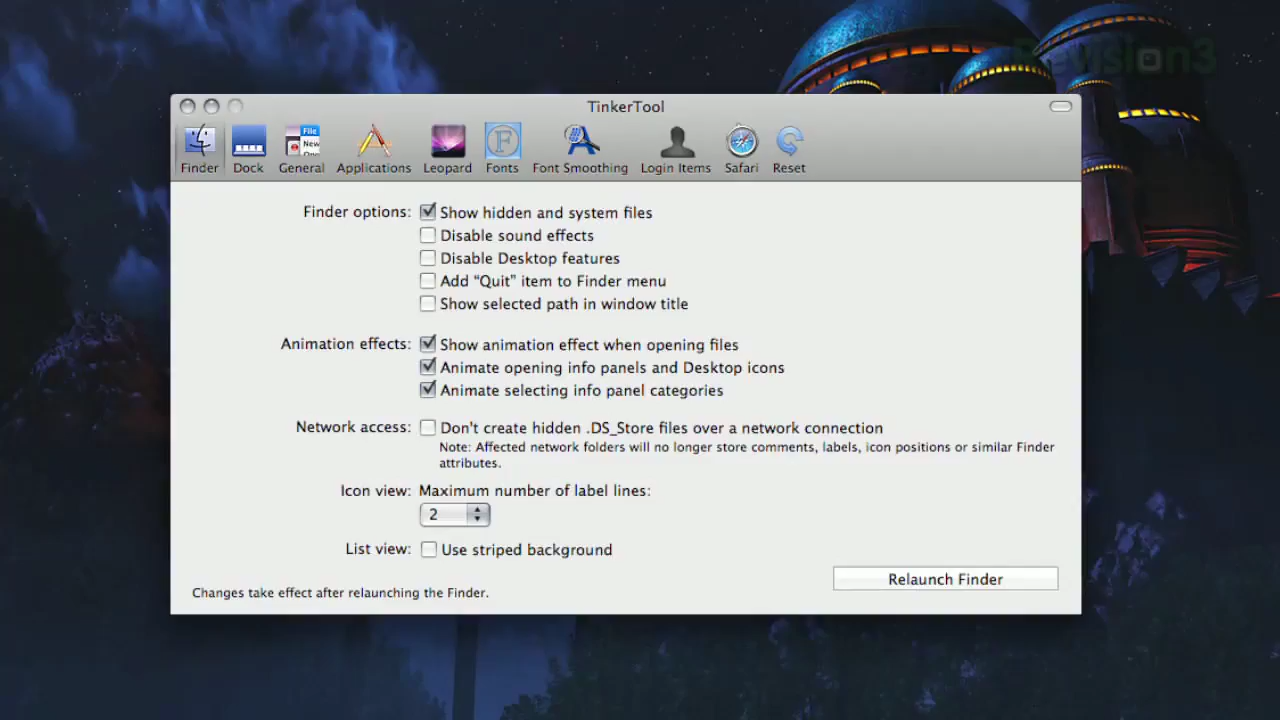 Revision3
TinkerTool
Finder Dock General Applications Leopard Fonts Font Smoothing Login Items Safari Reset
File
New
Finder options: Show hidden and system files
Disable sound effects
Disable Desktop features
Add “Quit” item to Finder menu
Show selected path in window title
Animation effects: Show animation effect when opening files
Animate opening info panels and Desktop icons
Animate selecting info panel categories
Network access: Don't create hidden .DS_Store files over a network connection
Note: Affected network folders will no longer store comments, labels, icon positions or similar Finder
attributes.
Icon view: Maximum number of label lines:
2
List view: Use striped background
Relaunch Finder
Changes take effect after relaunching the Finder.